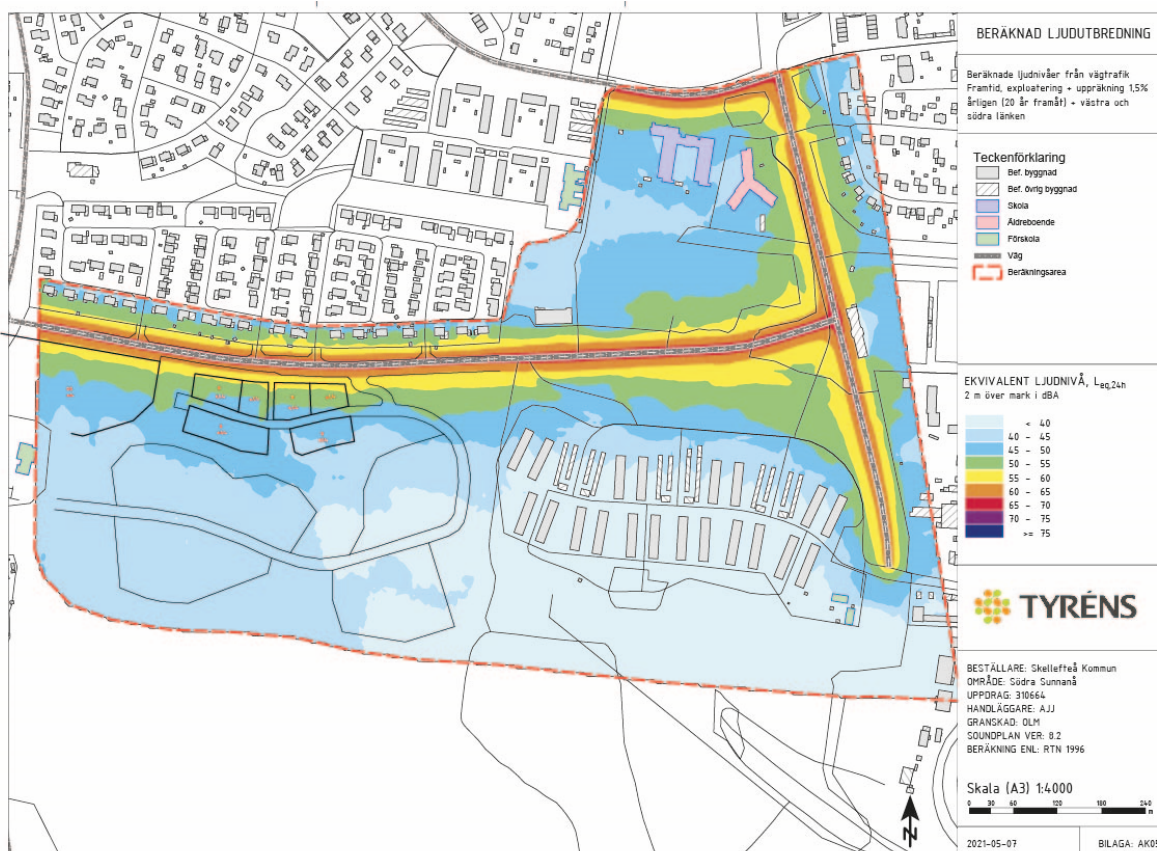 BERÄKNAD LJUDUTBREDNING
Beräknade ljudnivåer från vägtrafik
Framtid, exploatering + uppräkning 1,5%
årligen (20 år framåt) + västra och
södra länken
Teckenförklaring
Bef. byggnad
Bef. övrig byggnad
Skola
Äldreboende
Förskola
Väg
Beräkningsarea
EKVIVALENT LJUDNIVÅ, Leq,24h
2 m över mark i dBA
< 40
40 - 45
45 - 50
50 - 55
55 - 60
60 - 65
65 - 70
70 - 75
>= 75
TYRÉNS
BESTÄLLARE: Skellefteå Kommun
OMRÅDE: Södra Sunnanå
UPPDRAG: 310664
HANDLÄGGARE: AJJ
GRANSKAD: OLM
SOUNDPLAN VER: 8.2
BERÄKNING ENL: RTN 1996
Skala (A3) 1:4000
0 30 60 120 180 240
m
N
2021-05-07 BILAGA: